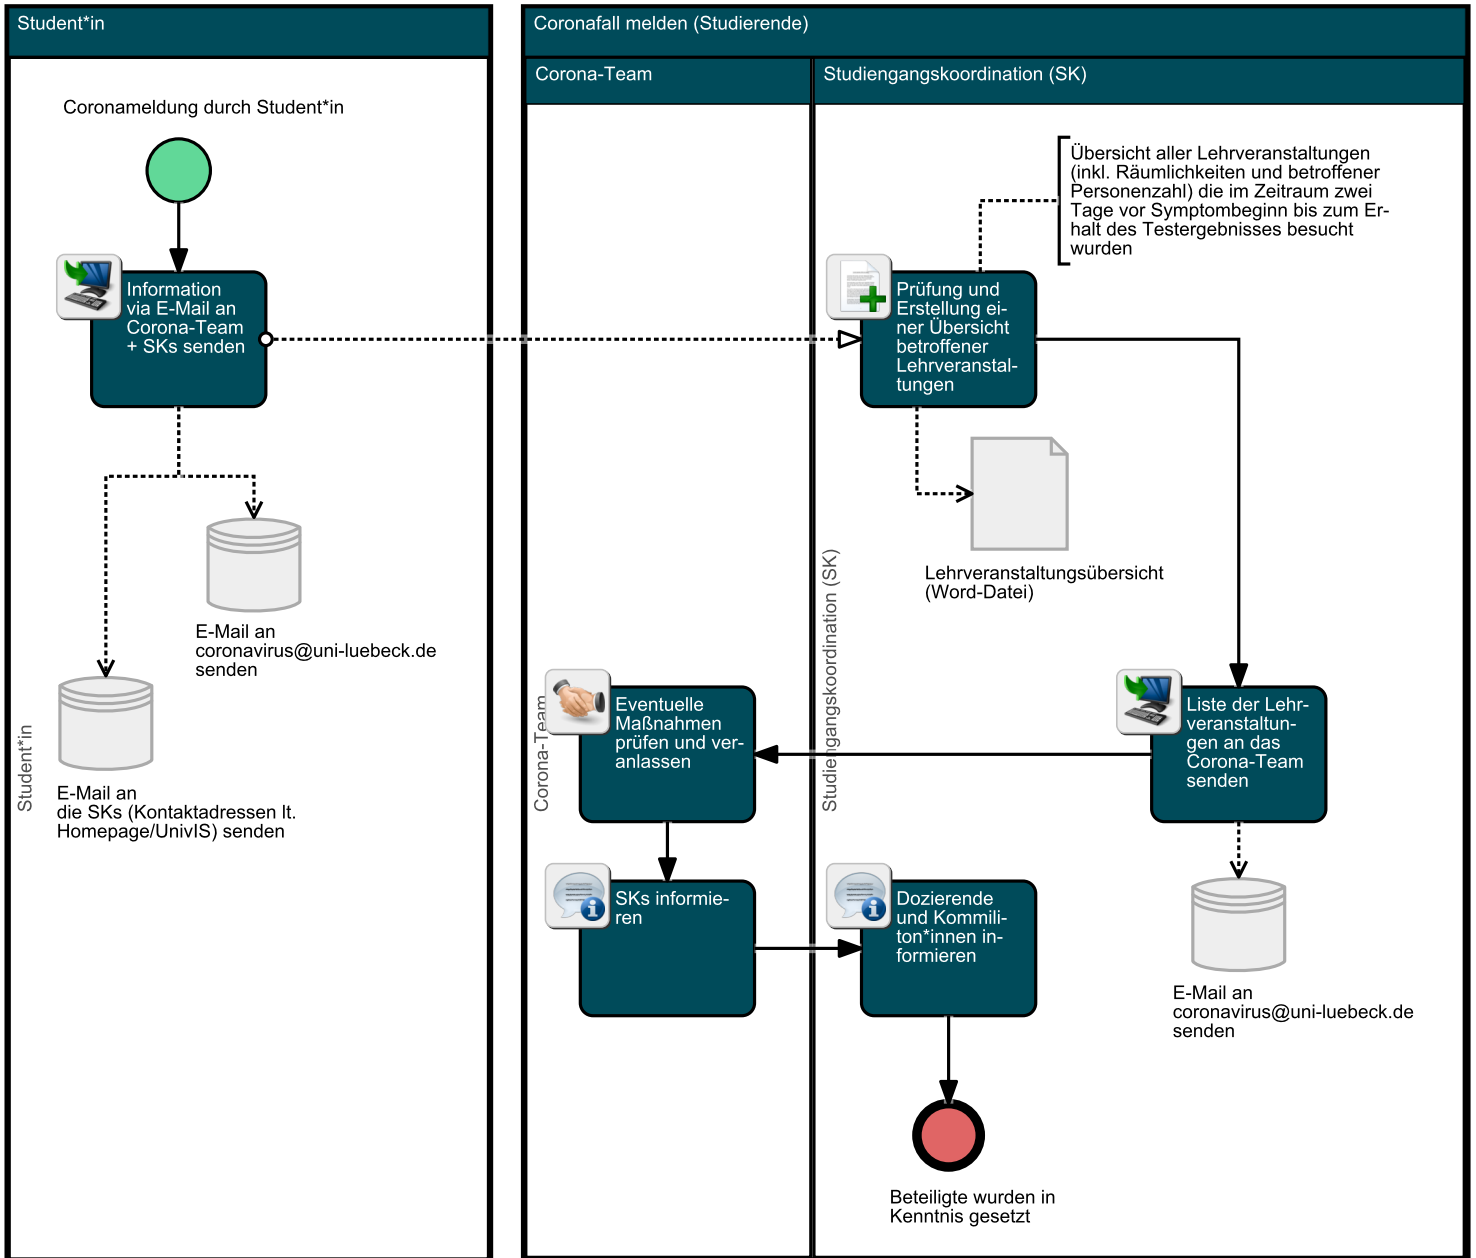 Student*in
Coronameldung durch Student*in
Information
via E-Mail an
Corona-Team
+ SKs senden
E-Mail an
coronavirus@uni-luebeck.de
senden
E-Mail an
die SKs (Kontaktadressen lt.
Homepage/UnivIS) senden
Student*in
Coronafall melden (Studierende)
Corona-Team
Studiengangskoordination (SK)
Übersicht aller Lehrveranstaltungen
(inkl. Räumlichkeiten und betroffener
Personenzahl) die im Zeitraum zwei
Tage vor Symptombeginn bis zum Er-
halt des Testergebnisses besucht
wurden
Prüfung und
Erstellung ei-
ner Übersicht
betroffener
Lehrveranstal-
tungen
Lehrveranstaltungsübersicht
(Word-Datei)
Studiengangskoordination (SK)
Corona-Team
Eventuelle
Maßnahmen
prüfen und ver-
anlassen
Liste der Lehr-
veranstaltun-
gen an das
Corona-Team
senden
SKs informie-
ren
Dozierende
und Kommili-
ton*innen in-
formieren
E-Mail an
coronavirus@uni-luebeck.de
senden
Beteiligte wurden in
Kenntnis gesetzt